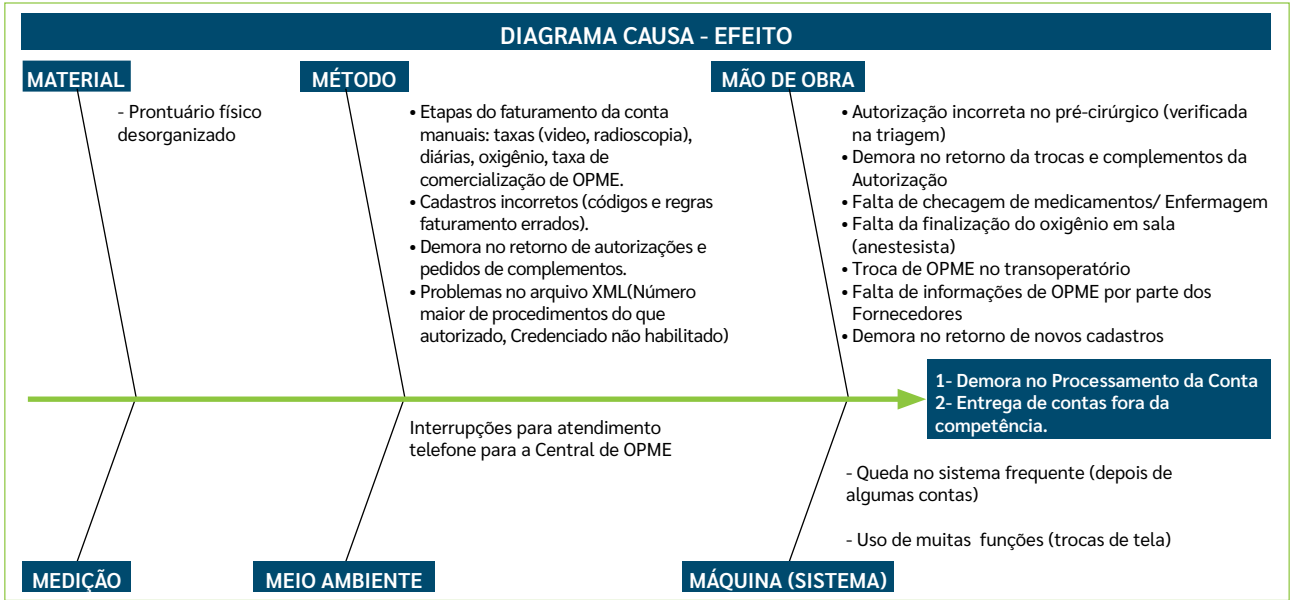 DIAGRAMA CAUSA - EFEITO
MATERIAL
- Prontuário físico
desorganizado
MÉTODO
• Etapas do faturamento da conta
manuais: taxas (video, radioscopia),
diárias, oxigênio, taxa de
comercialização de OPME.
• Cadastros incorretos (códigos e regras
faturamento errados).
• Demora no retorno de autorizações e
pedidos de complementos.
• Problemas no arquivo XML(Número
maior de procedimentos do que
autorizado, Credenciado não habilitado)
MÃO DE OBRA
• Autorização incorreta no pré-cirúrgico (verificada
na triagem)
• Demora no retorno da trocas e complementos da
Autorização
• Falta de checagem de medicamentos/ Enfermagem
• Falta da finalização do oxigênio em sala
(anestesista)
• Troca de OPME no transoperatório
• Falta de informações de OPME por parte dos
Fornecedores
• Demora no retorno de novos cadastros
1- Demora no Processamento da Conta
2- Entrega de contas fora da
competência.
Interrupções para atendimento
telefone para a Central de OPME
- Queda no sistema frequente (depois de
algumas contas)
- Uso de muitas funções (trocas de tela)
MEDIÇÃO
MEIO AMBIENTE
MÁQUINA (SISTEMA)